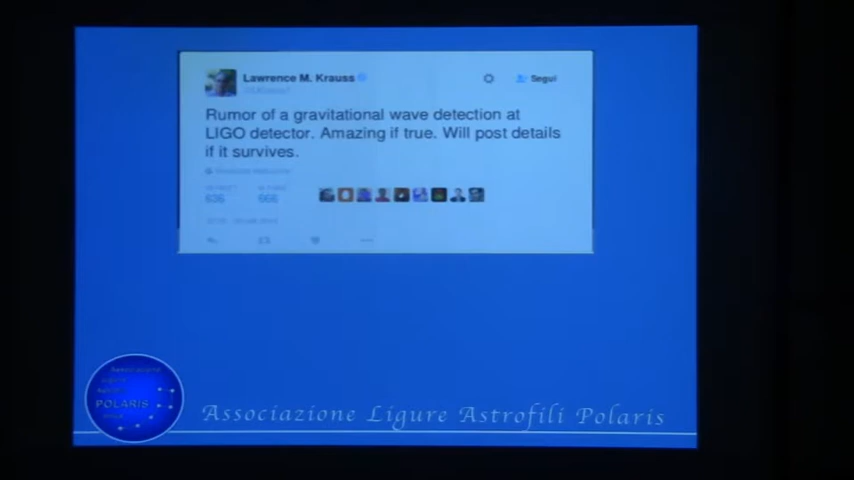 Lawrence M. Krauss
Segui
Rumor of a gravitational wave detection at
LIGO detector. Amazing if true. Will post details
if it survives.
636
666
POLARIS
Associazione Ligure Astrofili Polaris